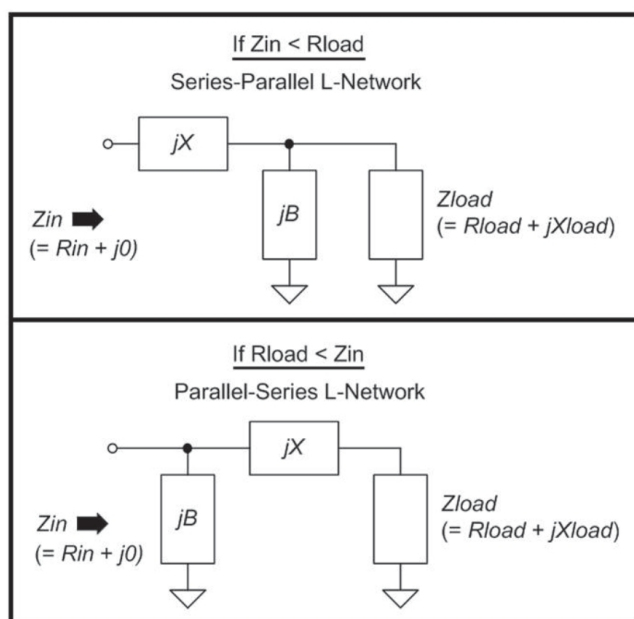 If Zin < Rload
Series-Parallel L-Network
jX
jB
Zload
(= Rload + jXload)
Zin
(= Rin + j0)
If Rload < Zin
Parallel-Series L-Network
jX
jB
Zload
(= Rload + jXload)
Zin
(= Rin + j0)